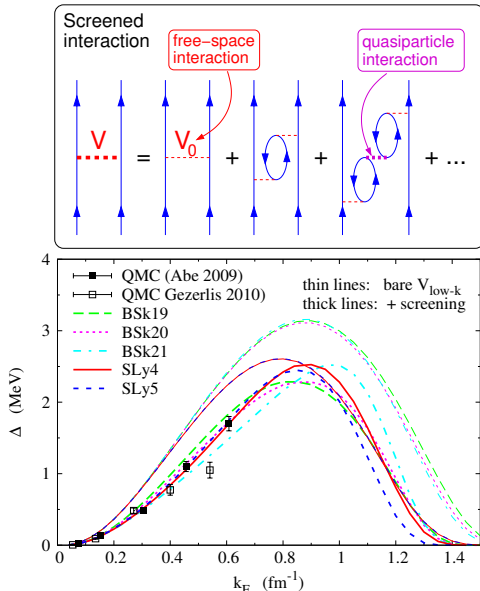 Screened
interaction
free-space
interaction
quasiparticle
interaction
V = V₀ + + + ...
QMC (Abe 2009)
QMC Gezerlis 2010)
BSk19
BSk20
BSk21
SLy4
SLy5
thin lines: bare V_low-k
thick lines: + screening
Δ (MeV)
4
3
2
1
0
0 0.2 0.4 0.6 0.8 1 1.2 1.4
k_F (fm⁻¹)